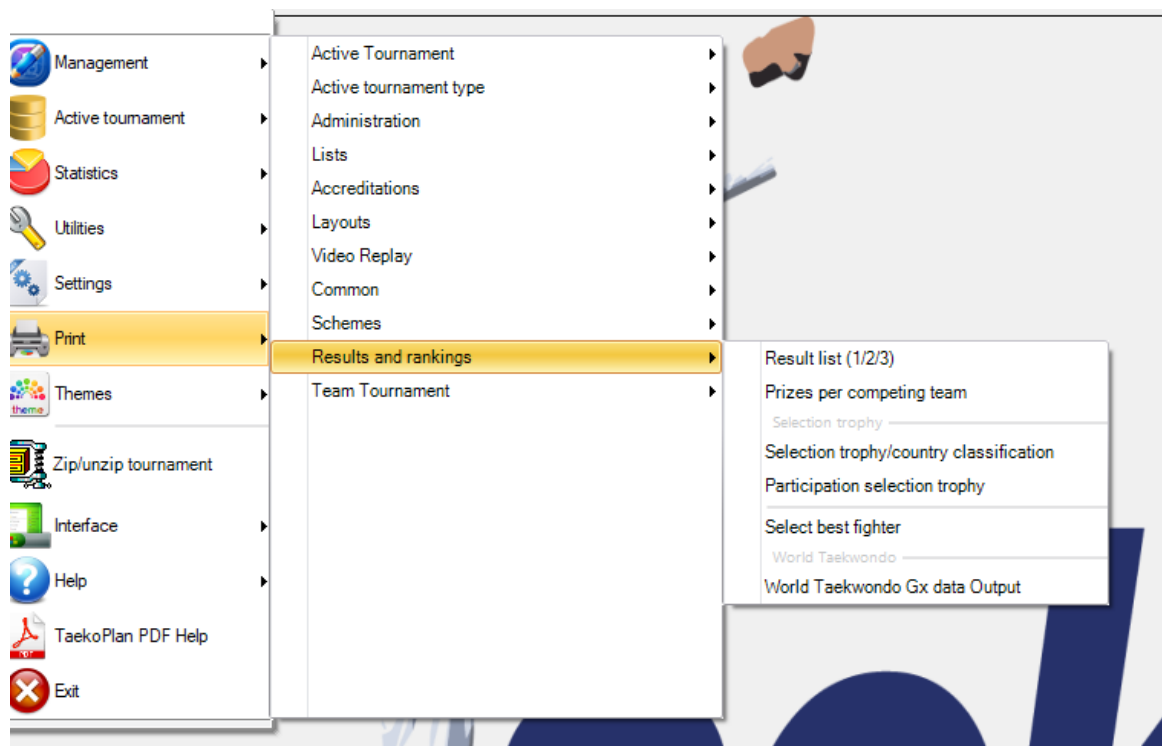 Management
Active tournament
Statistics
Utilities
Settings
Print
Themes
theme
Zip/unzip tournament
Interface
Help
TaekoPlan PDF Help
PDF
Exit
Active Tournament
Active tournament type
Administration
Lists
Accreditations
Layouts
Video Replay
Common
Schemes
Results and rankings
Team Tournament
Result list (1/2/3)
Prizes per competing team
Selection trophy
Selection trophy/country classification
Participation selection trophy
Select best fighter
World Taekwondo
World Taekwondo Gx data Output